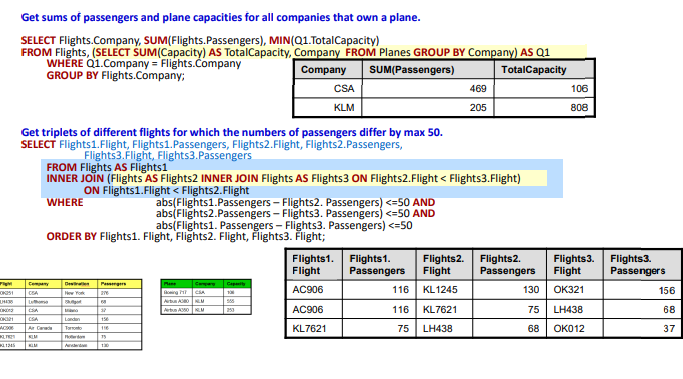 Get sums of passengers and plane capacities for all companies that own a plane.
SELECT Flights.Company, SUM(Flights.Passengers), MIN(Q1.TotalCapacity)
FROM Flights, (SELECT SUM(Capacity) AS TotalCapacity, Company FROM Planes GROUP BY Company) AS Q1
WHERE Q1.Company = Flights.Company
GROUP BY Flights.Company;
Company SUM(Passengers) TotalCapacity
CSA 469 106
KLM 205 808
Get triplets of different flights for which the numbers of passengers differ by max 50.
SELECT Flights1.Flight, Flights1.Passengers, Flights2.Flight, Flights2.Passengers,
Flights3.Flight, Flights3.Passengers
FROM Flights AS Flights1
INNER JOIN (Flights AS Flights2 INNER JOIN Flights AS Flights3 ON Flights2.Flight < Flights3.Flight)
ON Flights1.Flight < Flights2.Flight
WHERE abs(Flights1.Passengers – Flights2. Passengers) <=50 AND
abs(Flights2.Passengers – Flights3. Passengers) <=50 AND
abs(Flights1. Passengers – Flights3. Passengers) <=50
ORDER BY Flights1. Flight, Flights2. Flight, Flights3. Flight;
Flights1. Flights1. Flights2. Flights2. Flights3. Flights3.
Flight Passengers Flight Passengers Flight Passengers
AC906 116 KL1245 130 OK321 156
AC906 116 KL7621 75 LH438 68
KL7621 75 LH438 68 OK012 37
Flight Company Destination Passengers
OK251 CSA New York 276
LH438 Lufthansa Stuttgart 68
OK012 CSA Milano 37
OK321 CSA London 156
AC906 Air Canada Torronto 116
KL7621 KLM Rotterdam 75
KL1245 KLM Amsterdam 130
Plane Company Capacity
Boeing 717 CSA 106
Airbus A380 KLM 555
Airbus A350 KLM 253